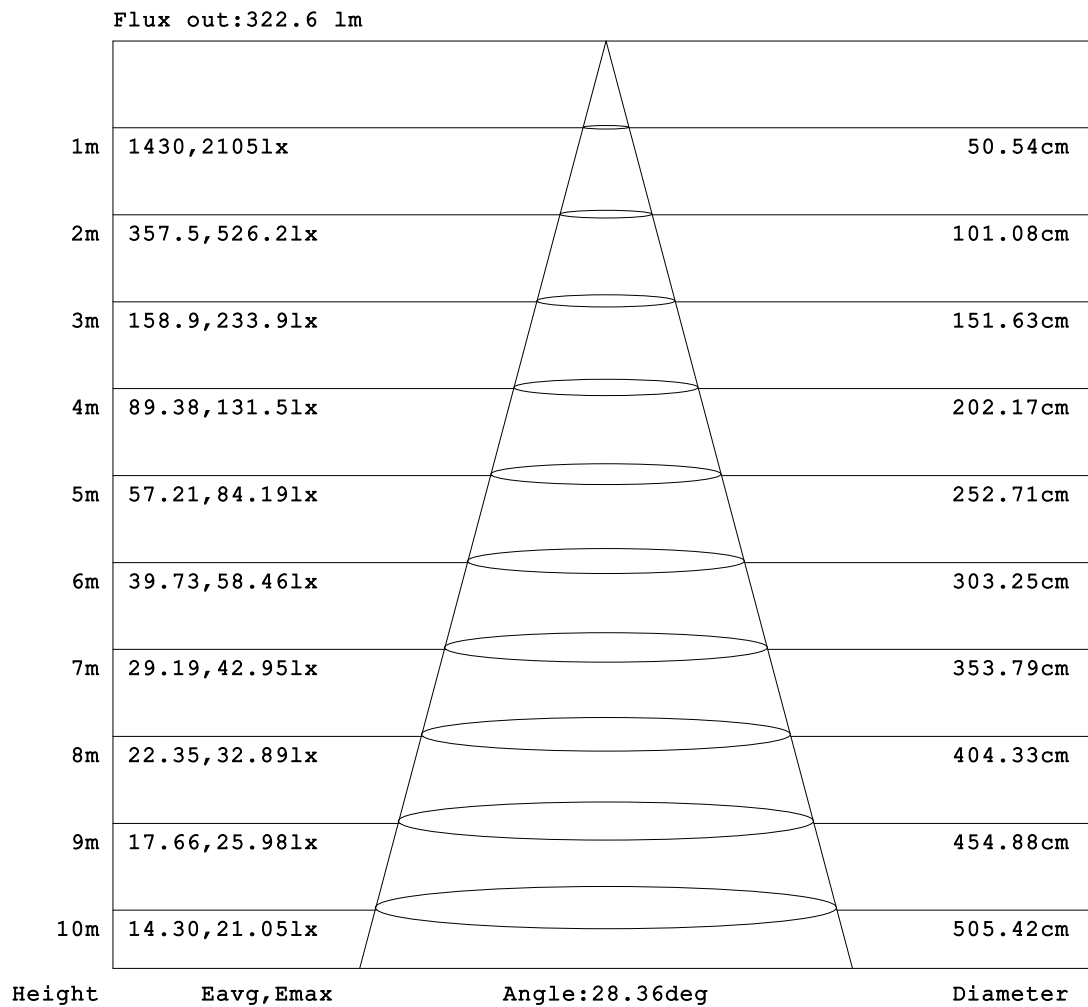 Flux out:322.6 lm
1m 1430,2105lx 50.54cm
2m 357.5,526.2lx 101.08cm
3m 158.9,233.9lx 151.63cm
4m 89.38,131.5lx 202.17cm
5m 57.21,84.19lx 252.71cm
6m 39.73,58.46lx 303.25cm
7m 29.19,42.95lx 353.79cm
8m 22.35,32.89lx 404.33cm
9m 17.66,25.98lx 454.88cm
10m 14.30,21.05lx 505.42cm
Height Eavg,Emax Angle:28.36deg Diameter